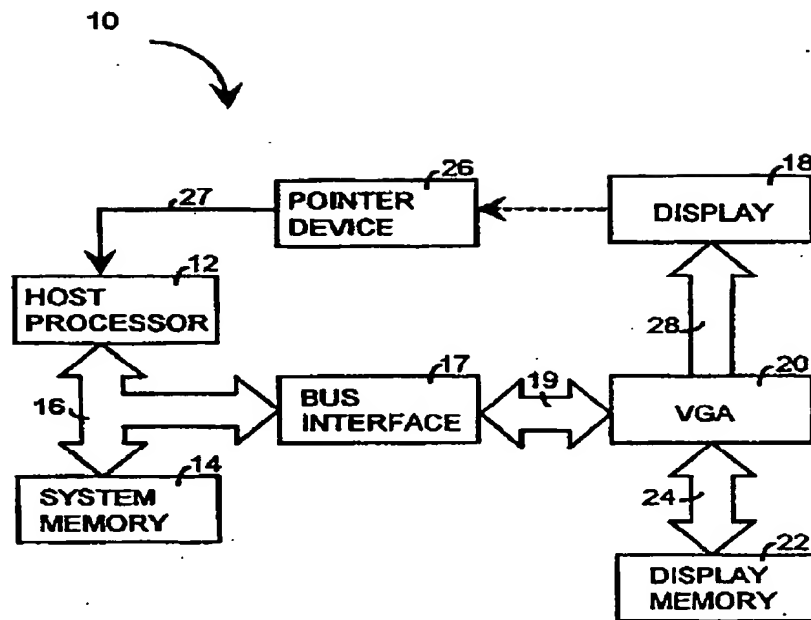 10
26
18
27
POINTER
DEVICE
DISPLAY
12
HOST
PROCESSOR
28
17
19
20
16
BUS
INTERFACE
VGA
14
SYSTEM
MEMORY
24
22
DISPLAY
MEMORY